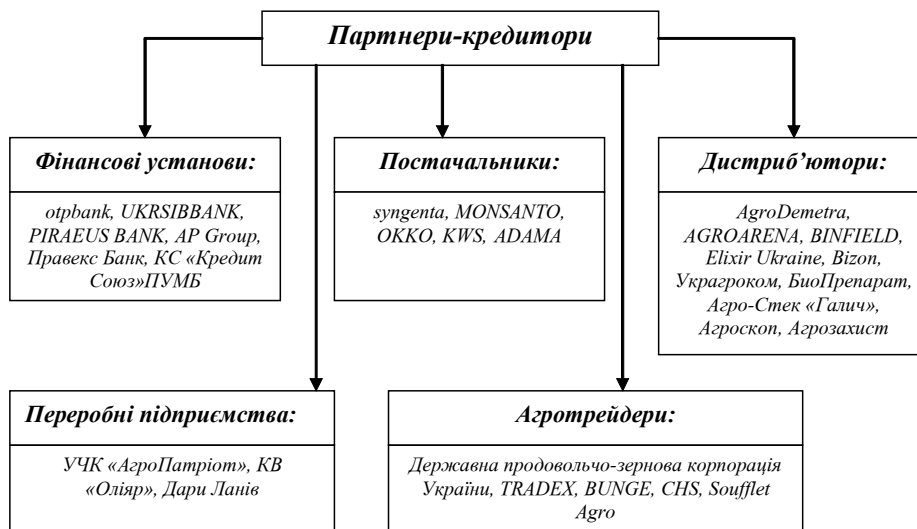 Партнери-кредитори
Фінансові установи:
otpbank, UKRSIBBANK,
PIRAEUS BANK, AP Group,
Правекс Банк, КС «Кредит
Союз»ПУМБ
Постачальники:
syngenta, MONSANTO,
OKKO, KWS, ADAMA
Дистриб’ютори:
AgroDemetra,
AGROARENA, BINFIELD,
Elixir Ukraine, Bizon,
Украгроком, БиоПрепарат,
Агро-Стек «Галич»,
Агроскоп, Агрозахист
Переробні підприємства:
УЧК «АгроПатріот», КВ
«Оліяр», Дари Ланів
Агротрейдери:
Державна продовольчо-зернова корпорація
України, TRADEX, BUNGE, CHS, Soufflet
Agro